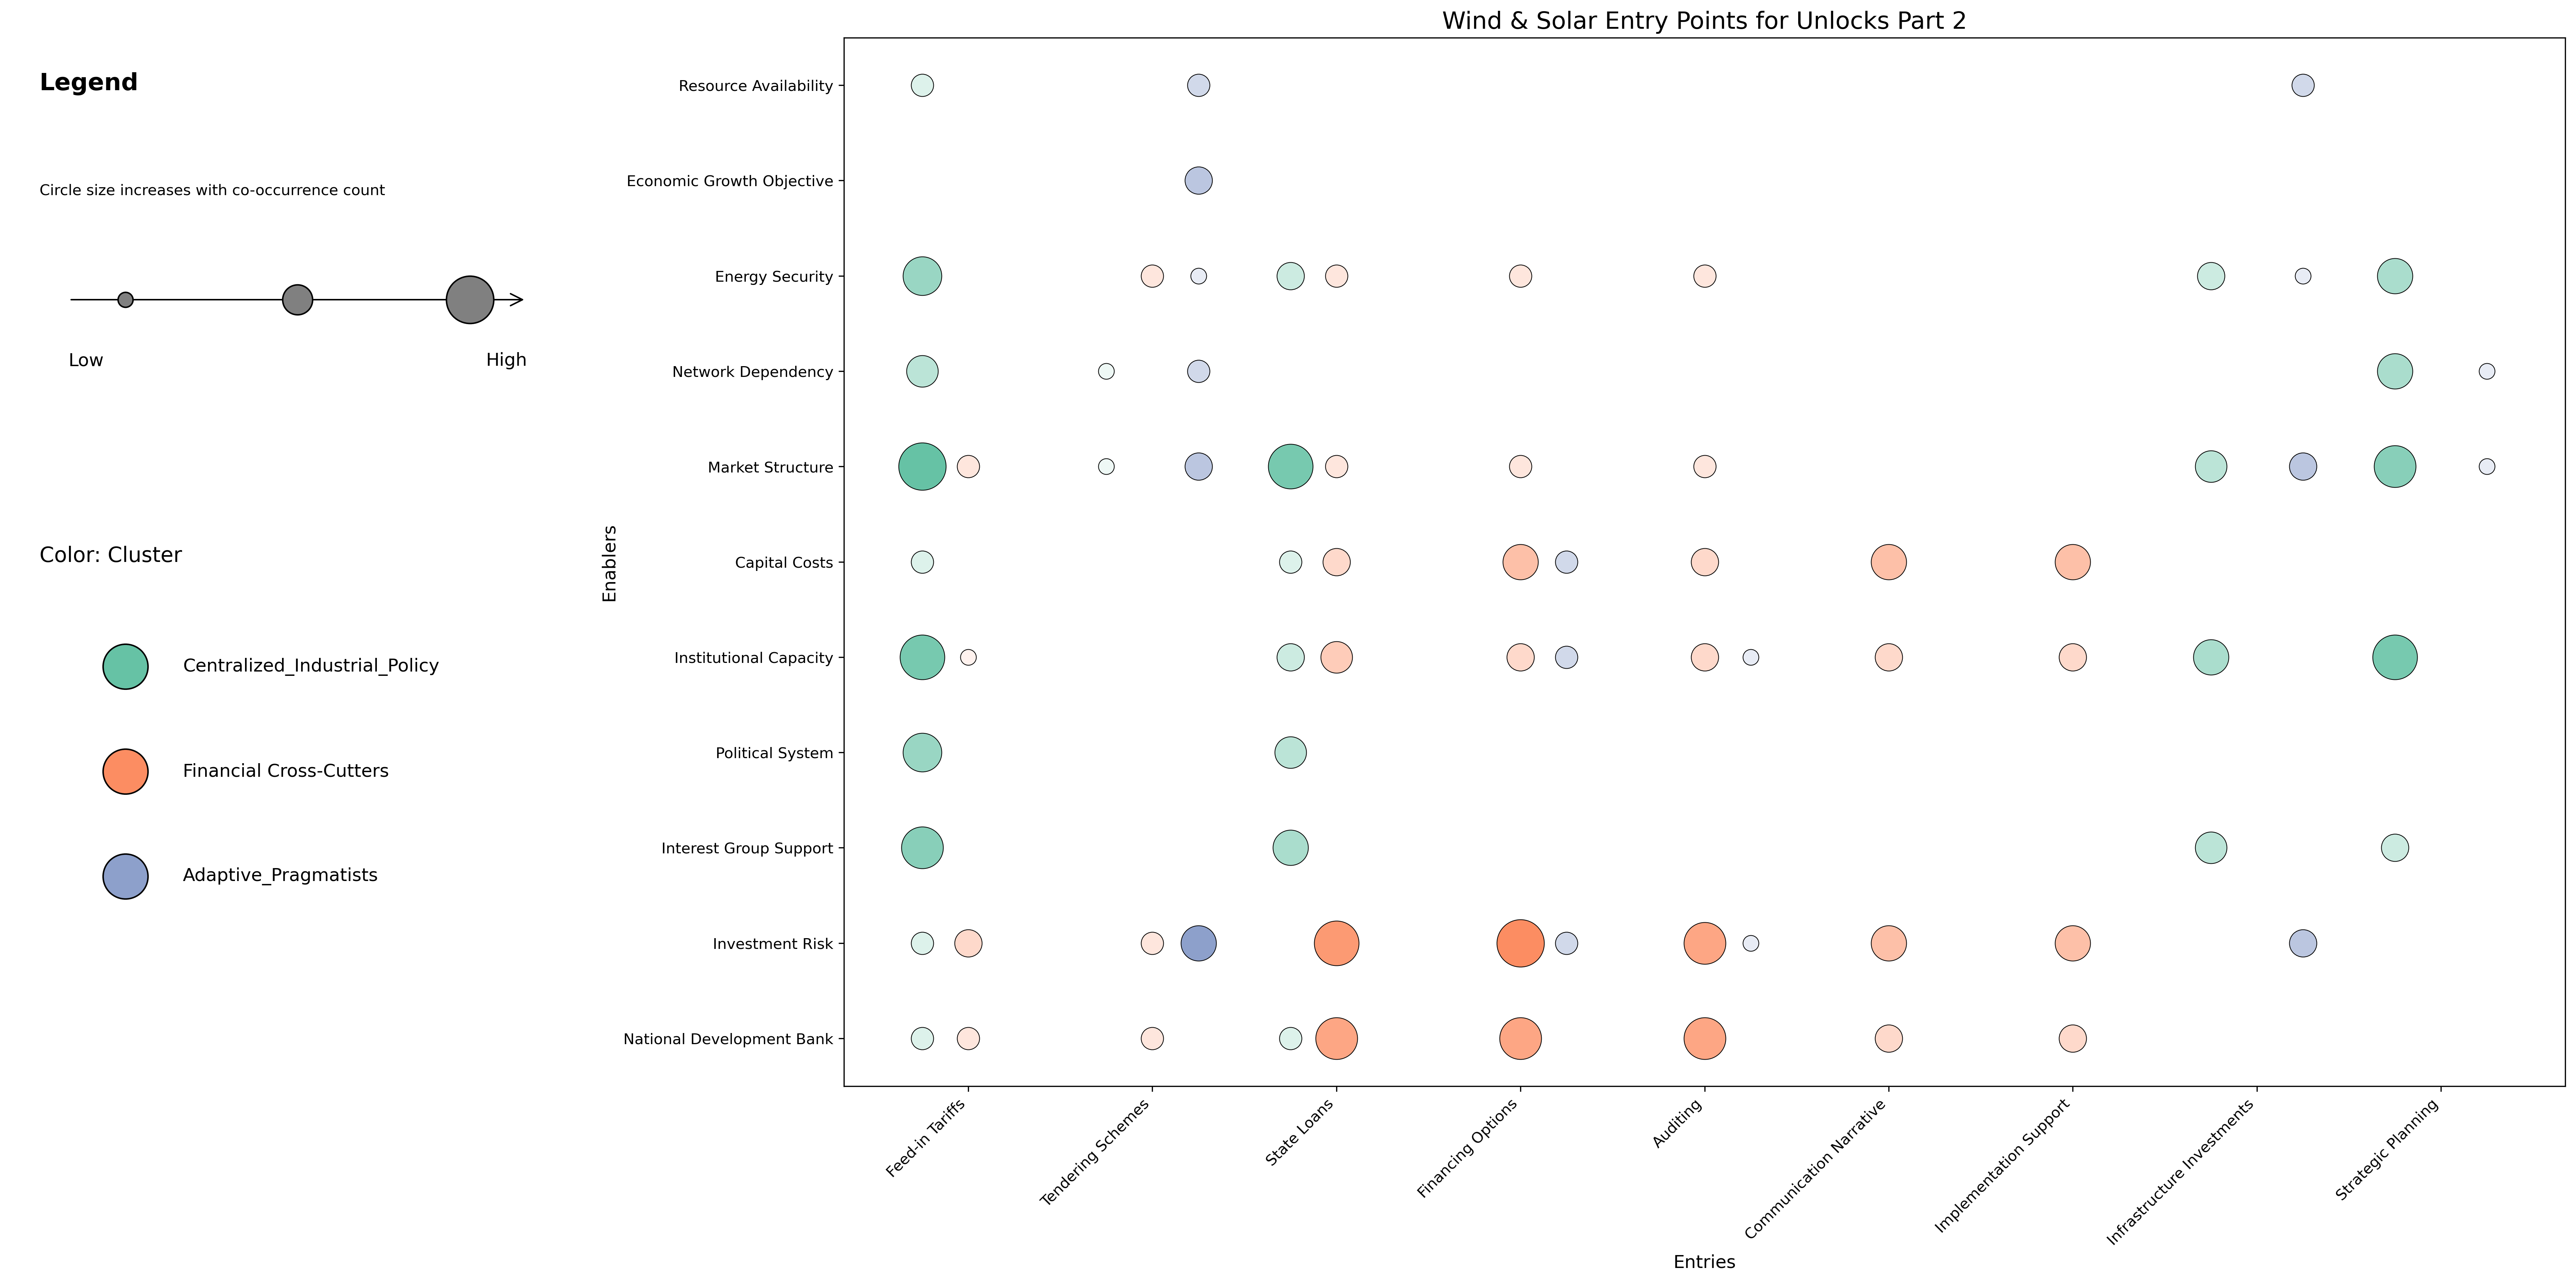 Wind & Solar Entry Points for Unlocks Part 2
Legend
Circle size increases with co-occurrence count
Low
High
Color: Cluster
Centralized_Industrial_Policy
Financial Cross-Cutters
Adaptive_Pragmatists
Enablers
Resource Availability
Economic Growth Objective
Energy Security
Network Dependency
Market Structure
Capital Costs
Institutional Capacity
Political System
Interest Group Support
Investment Risk
National Development Bank
Feed-in Tariffs
Tendering Schemes
State Loans
Financing Options
Auditing
Communication Narrative
Implementation Support
Infrastructure Investments
Strategic Planning
Entries